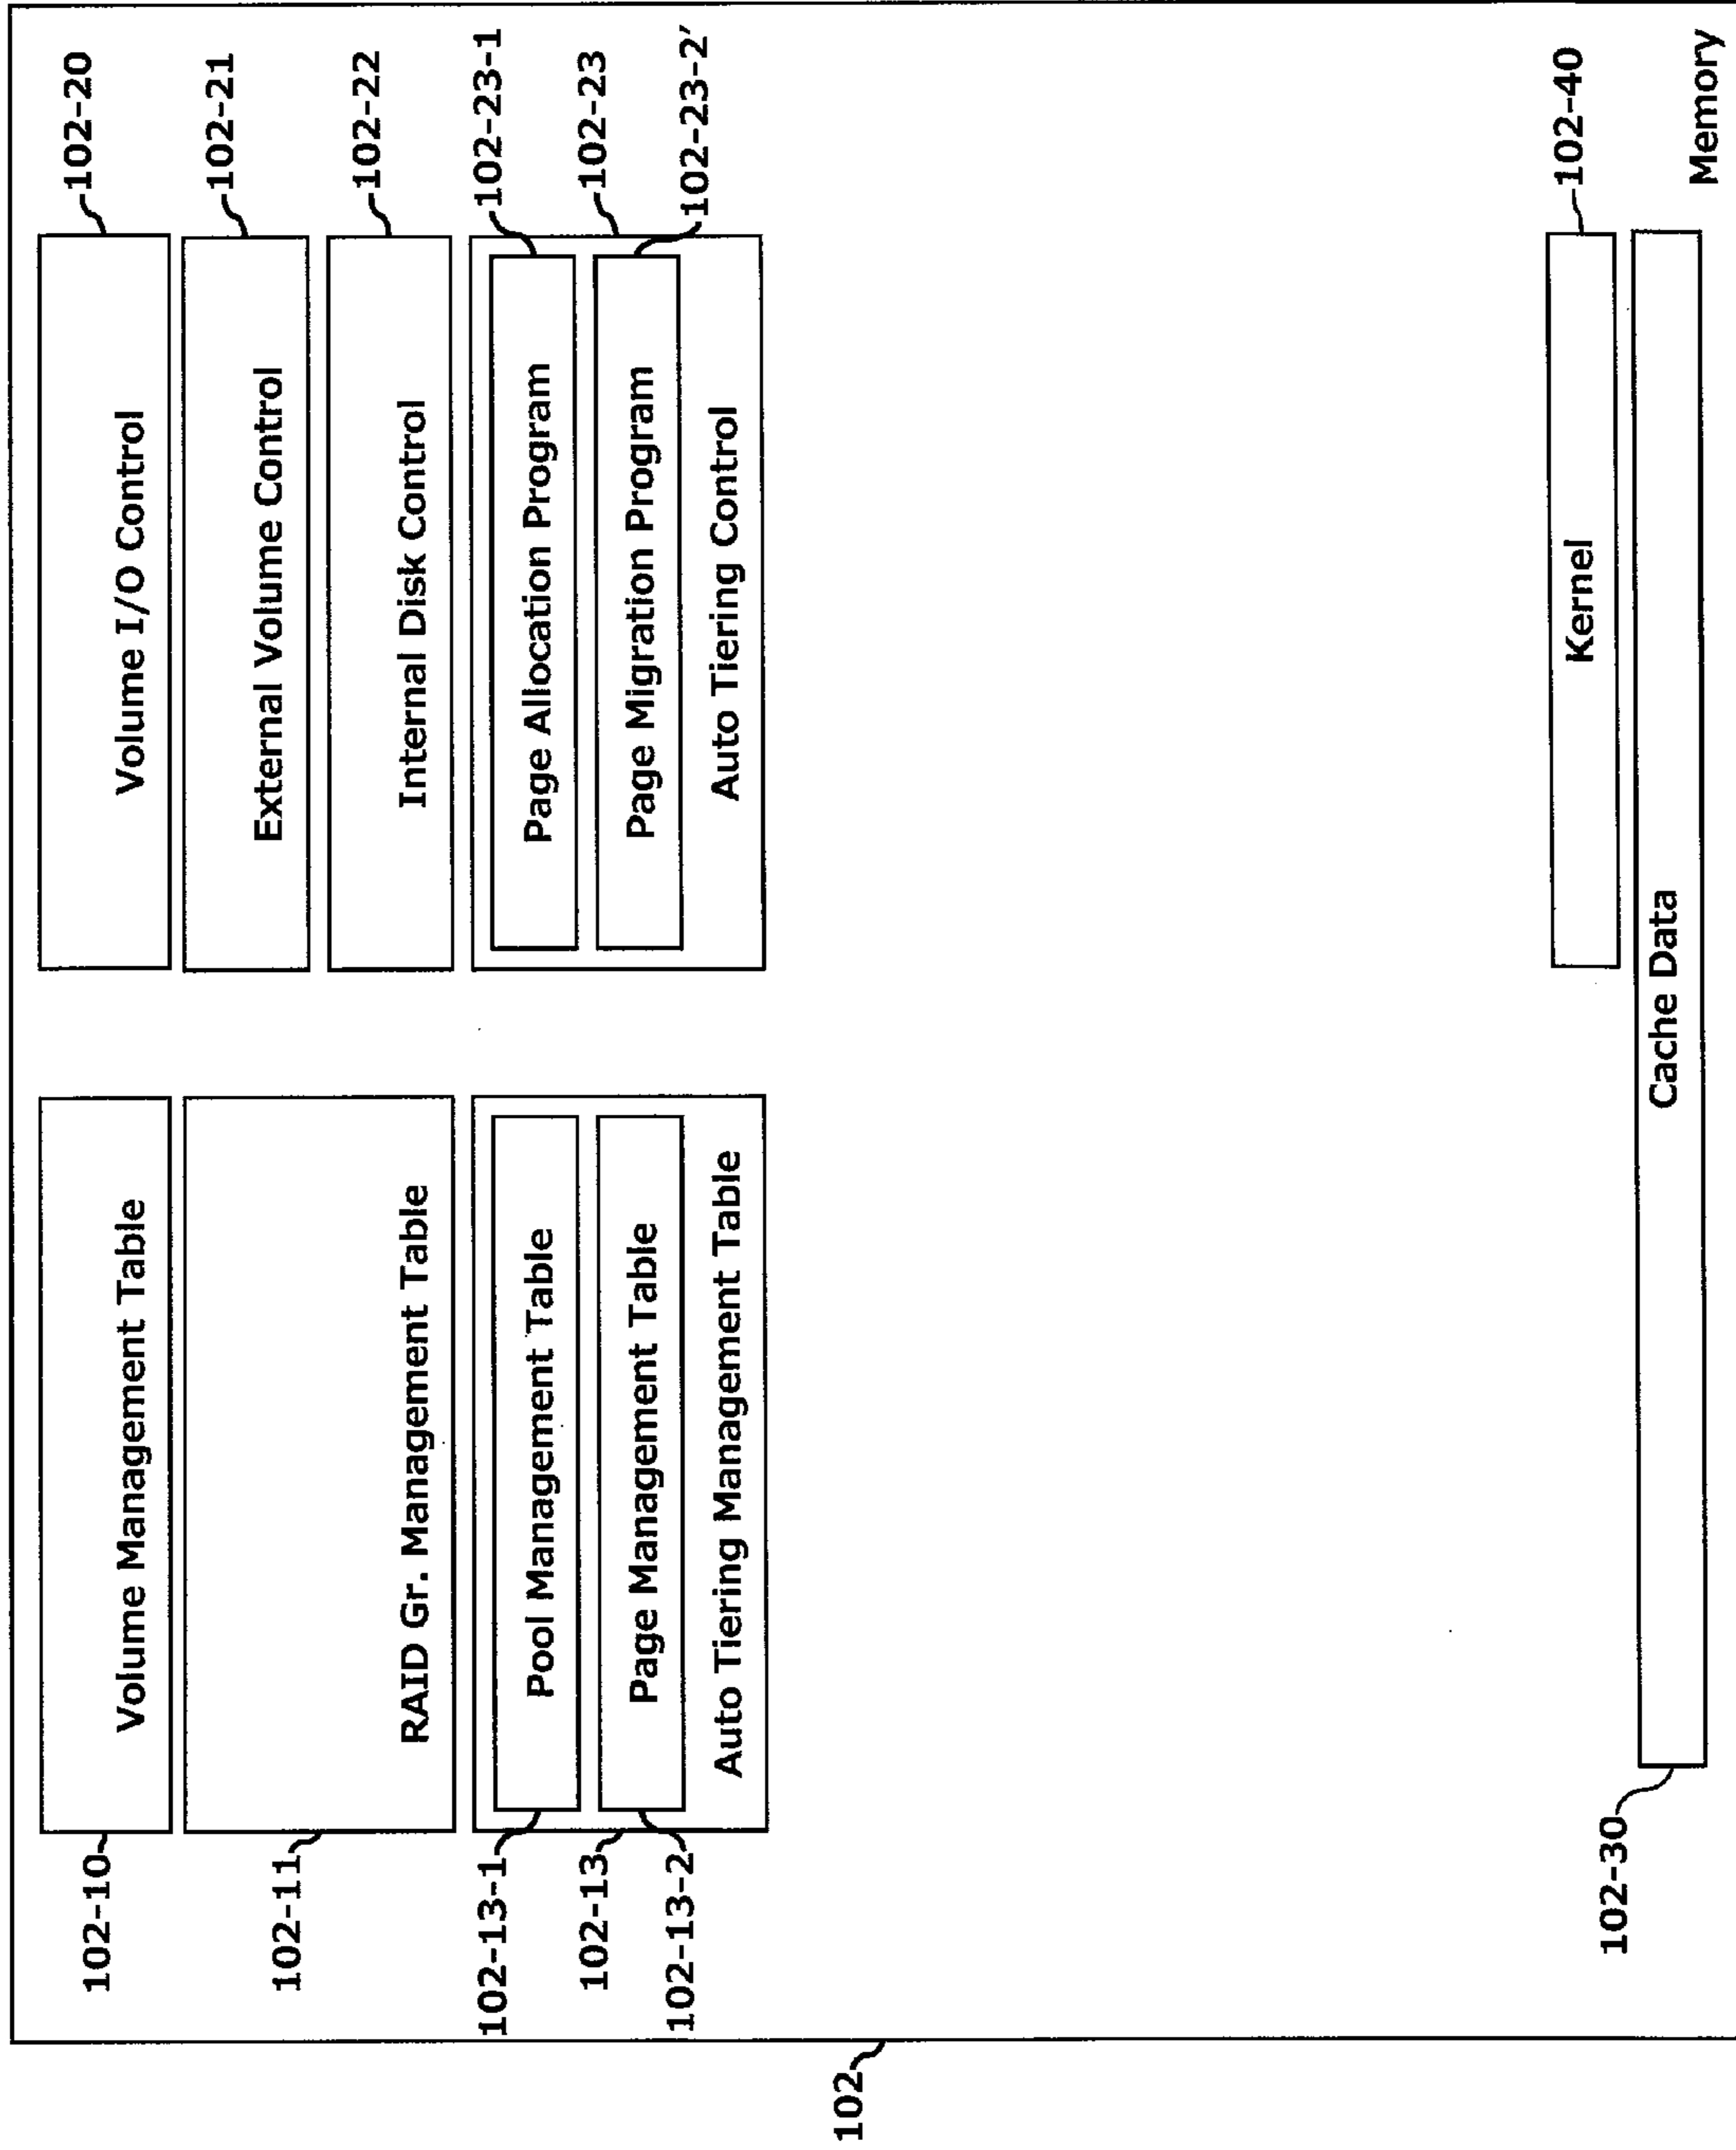 102
102-10
Volume Management Table
Volume I/O Control
102-20
102-11
RAID Gr. Management Table
External Volume Control
102-21
Internal Disk Control
102-22
102-13-1
Pool Management Table
Page Allocation Program
102-23-1
102-13
102-23
102-13-2
Page Management Table
Page Migration Program
102-23-2'
Auto Tiering Management Table
Auto Tiering Control
Kernel
102-40
102-30
Cache Data
Memory